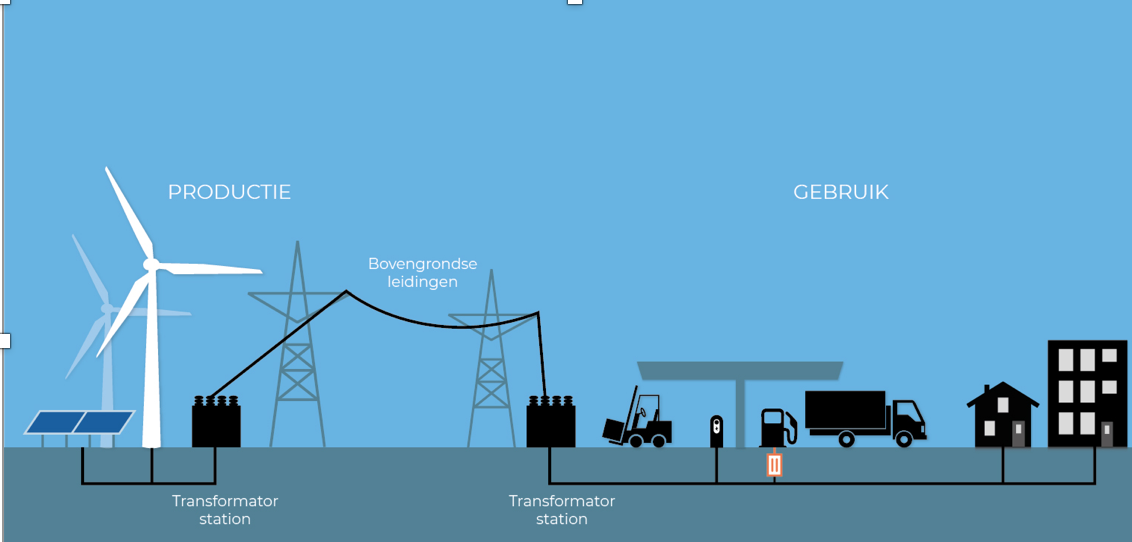 PRODUCTIE
GEBRUIK
Bovengrondse
leidingen
Transformator
station
Transformator
station